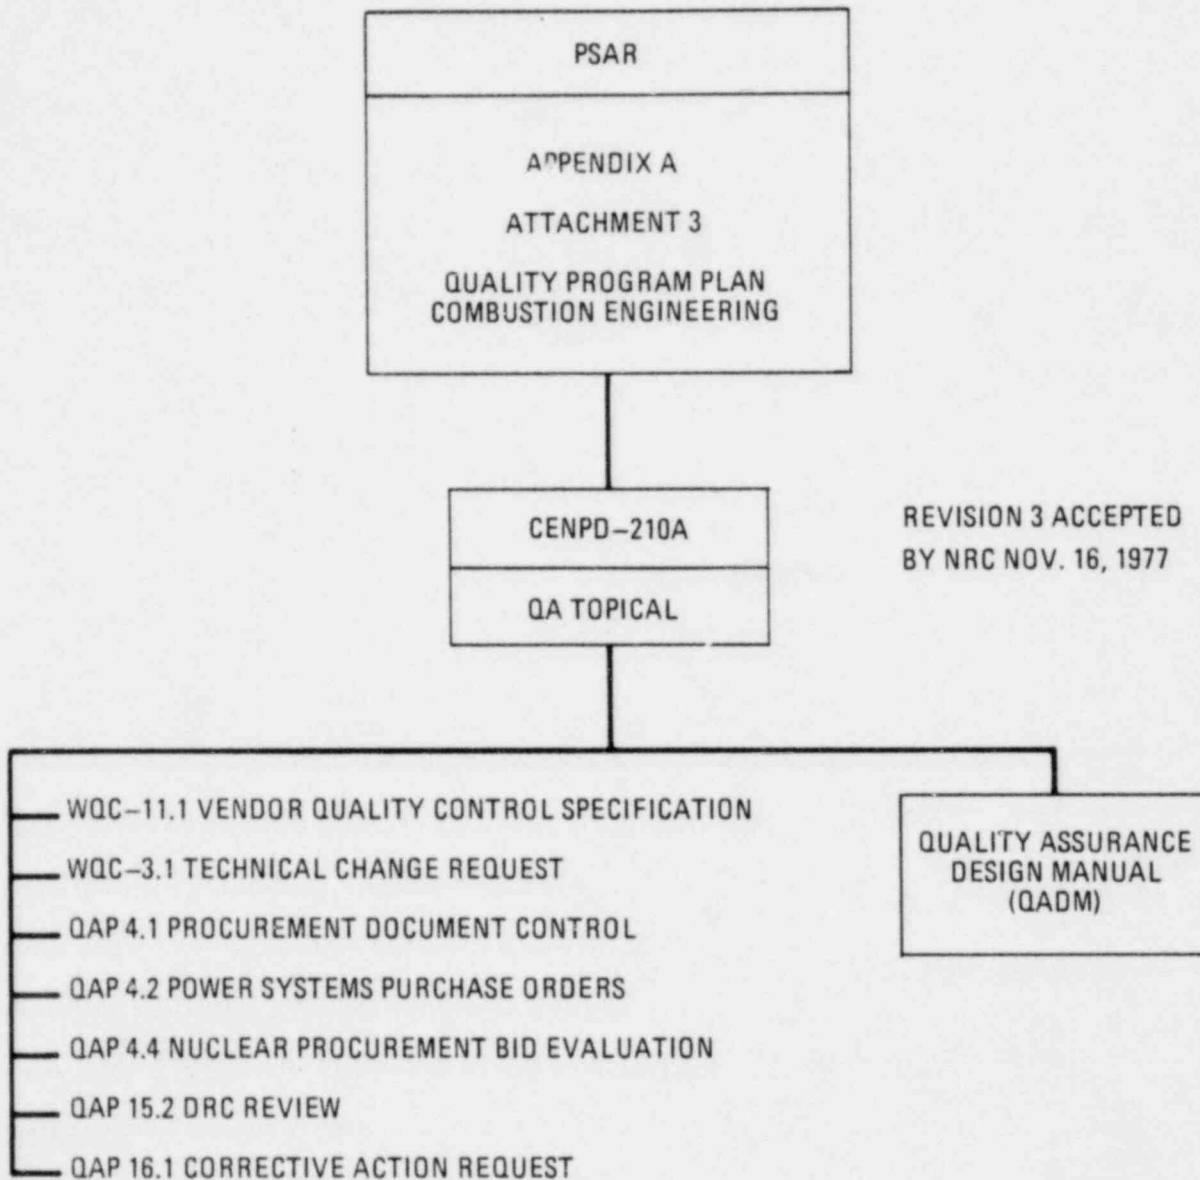 PSAR
APPENDIX A
ATTACHMENT 3
QUALITY PROGRAM PLAN
COMBUSTION ENGINEERING
CENPD-210A
QA TOPICAL
REVISION 3 ACCEPTED
BY NRC NOV. 16, 1977
WQC-11.1 VENDOR QUALITY CONTROL SPECIFICATION
WQC-3.1 TECHNICAL CHANGE REQUEST
QAP 4.1 PROCUREMENT DOCUMENT CONTROL
QAP 4.2 POWER SYSTEMS PURCHASE ORDERS
QAP 4.4 NUCLEAR PROCUREMENT BID EVALUATION
QAP 15.2 DRC REVIEW
QAP 16.1 CORRECTIVE ACTION REQUEST
QUALITY ASSURANCE
DESIGN MANUAL
(QADM)